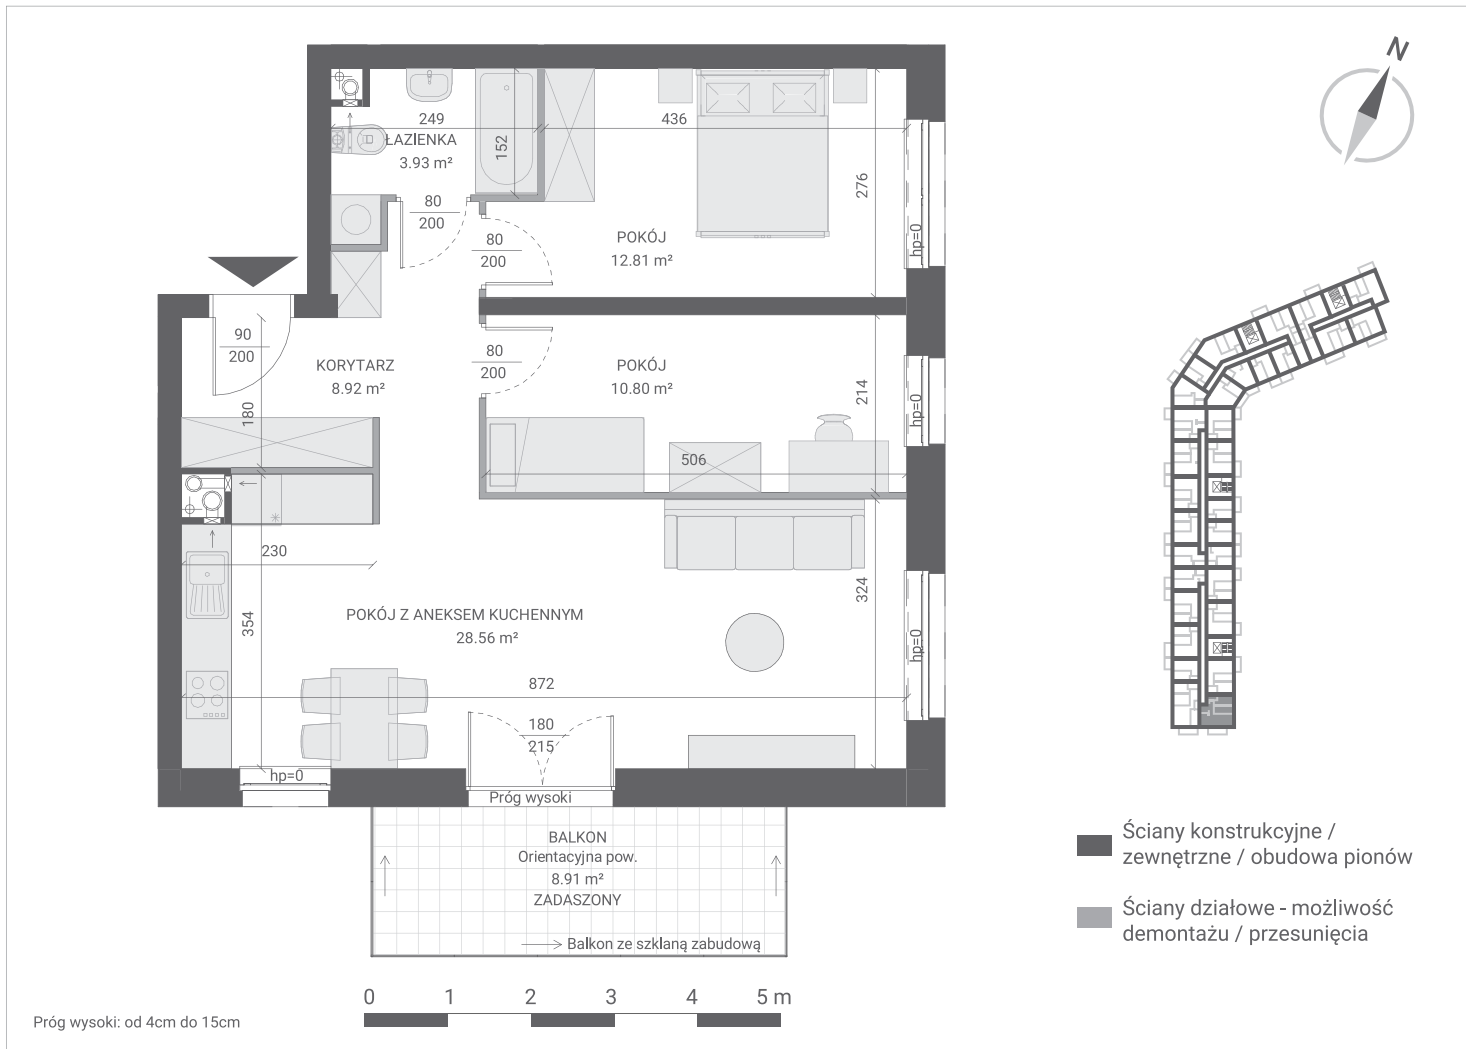 N
249
ŁAZIENKA
3.93 m²
152
436
276
80
200
80
200
POKÓJ
12.81 m²
hp=0
90
200
KORYTARZ
8.92 m²
180
80
200
POKÓJ
10.80 m²
214
hp=0
506
230
354
POKÓJ Z ANEKSEM KUCHENNYM
28.56 m²
324
hp=0
872
180
215
hp=0
Próg wysoki
BALKON
Orientacyjna pow.
8.91 m²
ZADASZONY
Balkon ze szklaną zabudową
Ściany konstrukcyjne /
zewnętrzne / obudowa pionów
Ściany działowe - możliwość
demontażu / przesunięcia
0 1 2 3 4 5 m
Próg wysoki: od 4cm do 15cm